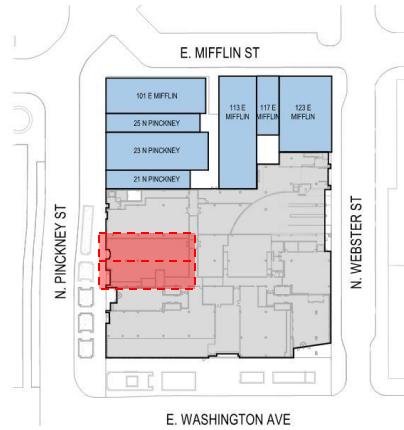 E. MIFFLIN ST
101 E MIFFLIN
25 N PINCKNEY
23 N PINCKNEY
21 N PINCKNEY
113 E
MIFFLIN
117 E
MIFFLIN
123 E
MIFFLIN
N. PINCKNEY ST
N. WEBSTER ST
E. WASHINGTON AVE